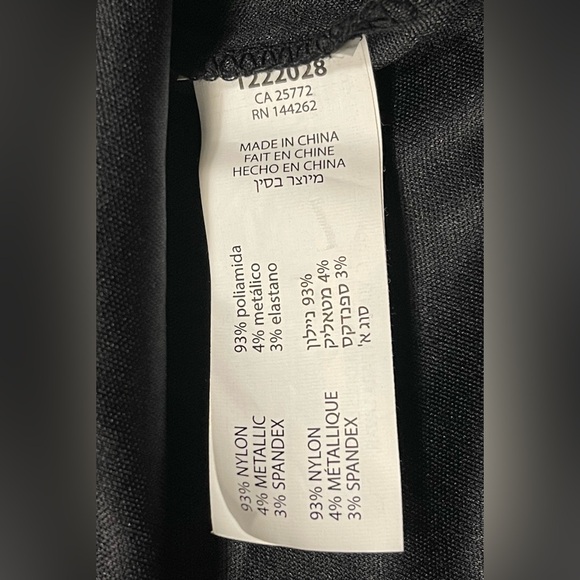 1222028
CA 25772
RN 144262
MADE IN CHINA
FAIT EN CHINE
HECHO EN CHINA
מיוצר בסין
93% poliamida
4% metálico
3% elastano
93% ניילון
4% מטאליק
3% ספנדקס
סוג א'
93% NYLON
4% METALLIC
3% SPANDEX
93% NYLON
4% MÉTALLIQUE
3% SPANDEX